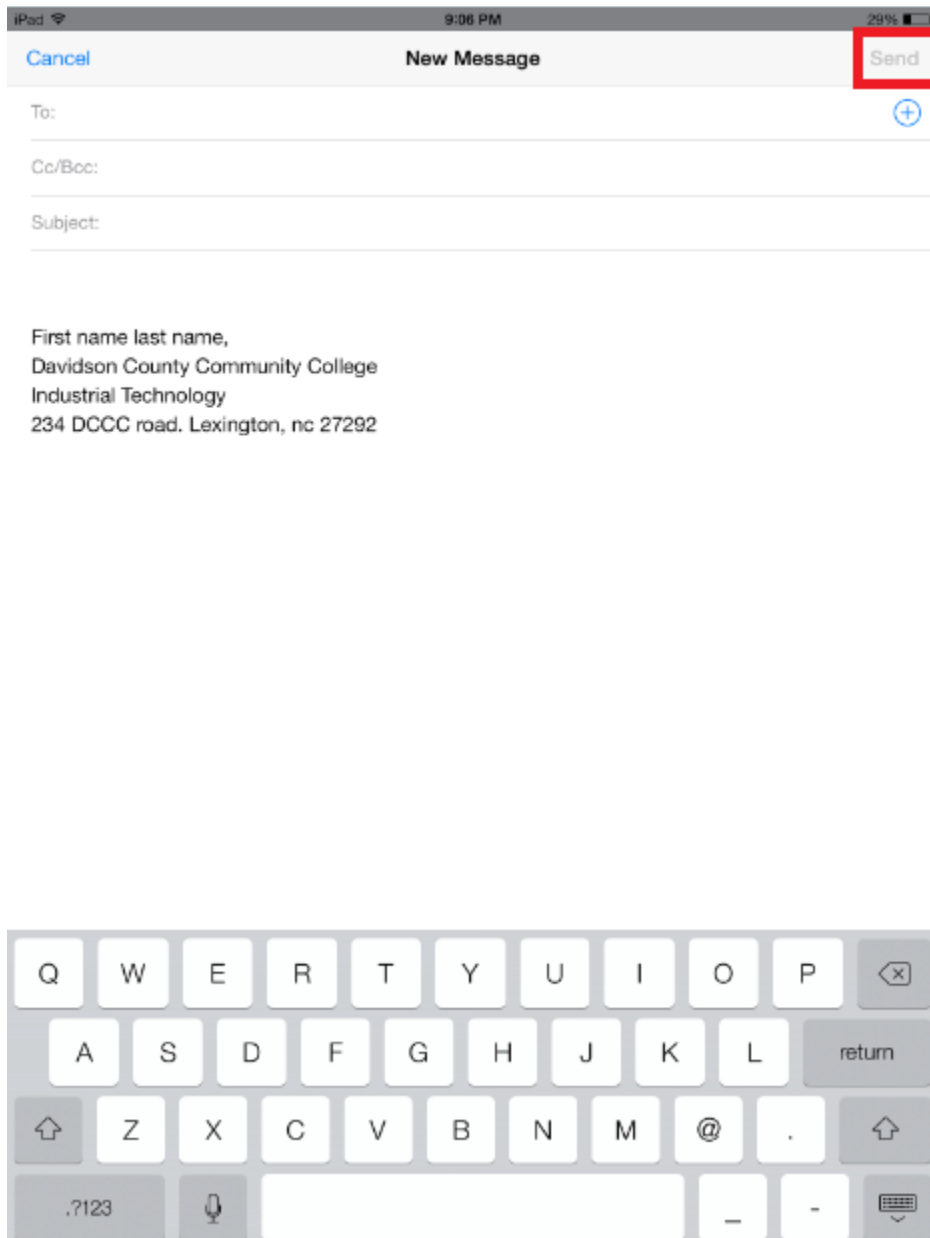 iPad 9:06 PM 29%
Cancel New Message Send
To:
Cc/Bcc:
Subject:
First name last name,
Davidson County Community College
Industrial Technology
234 DCCC road. Lexington, nc 27292
Q W E R T Y U I O P
A S D F G H J K L return
Z X C V B N M @ .
.?123 _ -